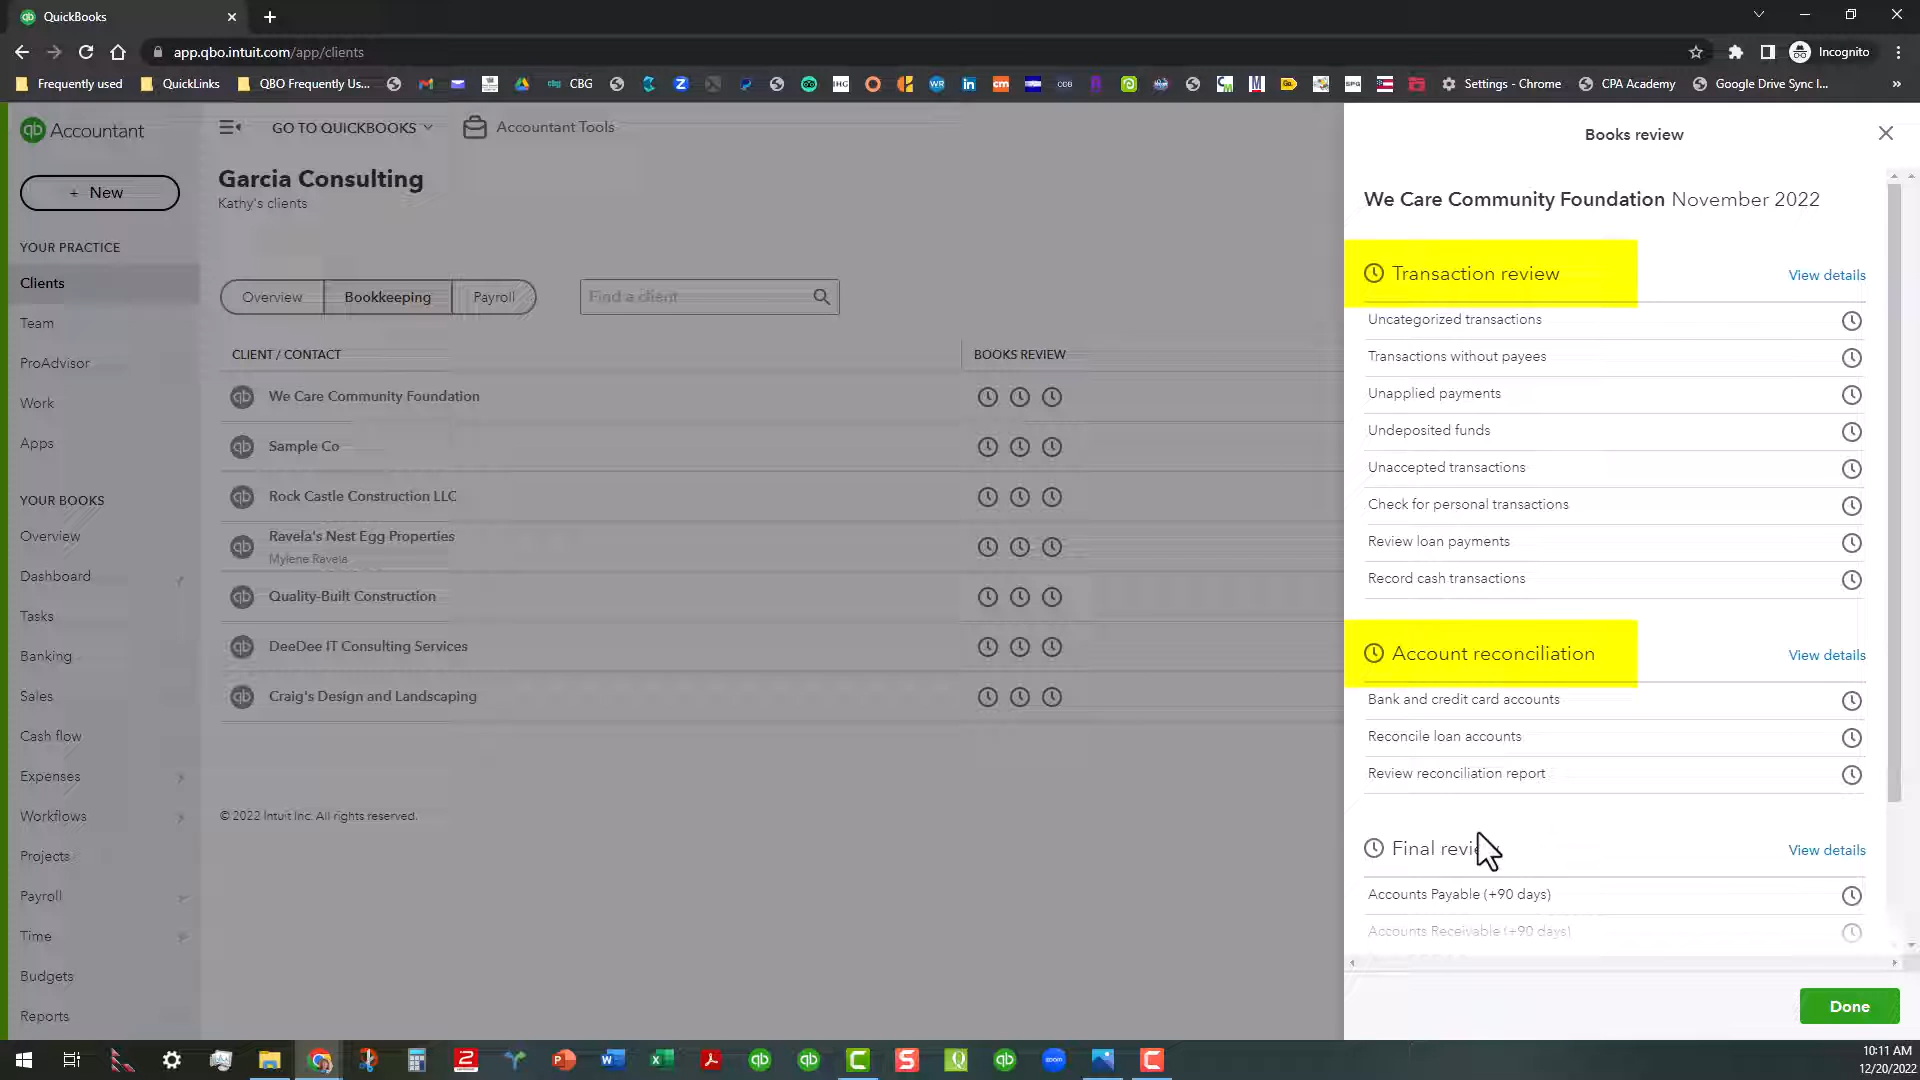 QuickBooks
app.qbo.intuit.com/app/clients
Incognito
Frequently used
QuickLinks
QBO Frequently Us...
CBG
Settings - Chrome
CPA Academy
Google Drive Sync I...
qb Accountant
GO TO QUICKBOOKS
Accountant Tools
Books review
+ New
Garcia Consulting
Kathy's clients
We Care Community Foundation November 2022
YOUR PRACTICE
Clients
Team
ProAdvisor
Work
Apps
YOUR BOOKS
Overview
Dashboard
Tasks
Banking
Sales
Cash flow
Expenses
Workflows
Projects
Payroll
Time
Budgets
Reports
Overview
Bookkeeping
Payroll
Find a client
CLIENT / CONTACT
BOOKS REVIEW
We Care Community Foundation
Sample Co
Rock Castle Construction LLC
Ravela's Nest Egg Properties
Mylene Ravela
Quality-Built Construction
DeeDee IT Consulting Services
Craig's Design and Landscaping
© 2022 Intuit Inc. All rights reserved.
Transaction review
View details
Uncategorized transactions
Transactions without payees
Unapplied payments
Undeposited funds
Unaccepted transactions
Check for personal transactions
Review loan payments
Record cash transactions
Account reconciliation
View details
Bank and credit card accounts
Reconcile loan accounts
Review reconciliation report
Final review
View details
Accounts Payable (+90 days)
Accounts Receivable (+90 days)
Done
10:11 AM
12/20/2022